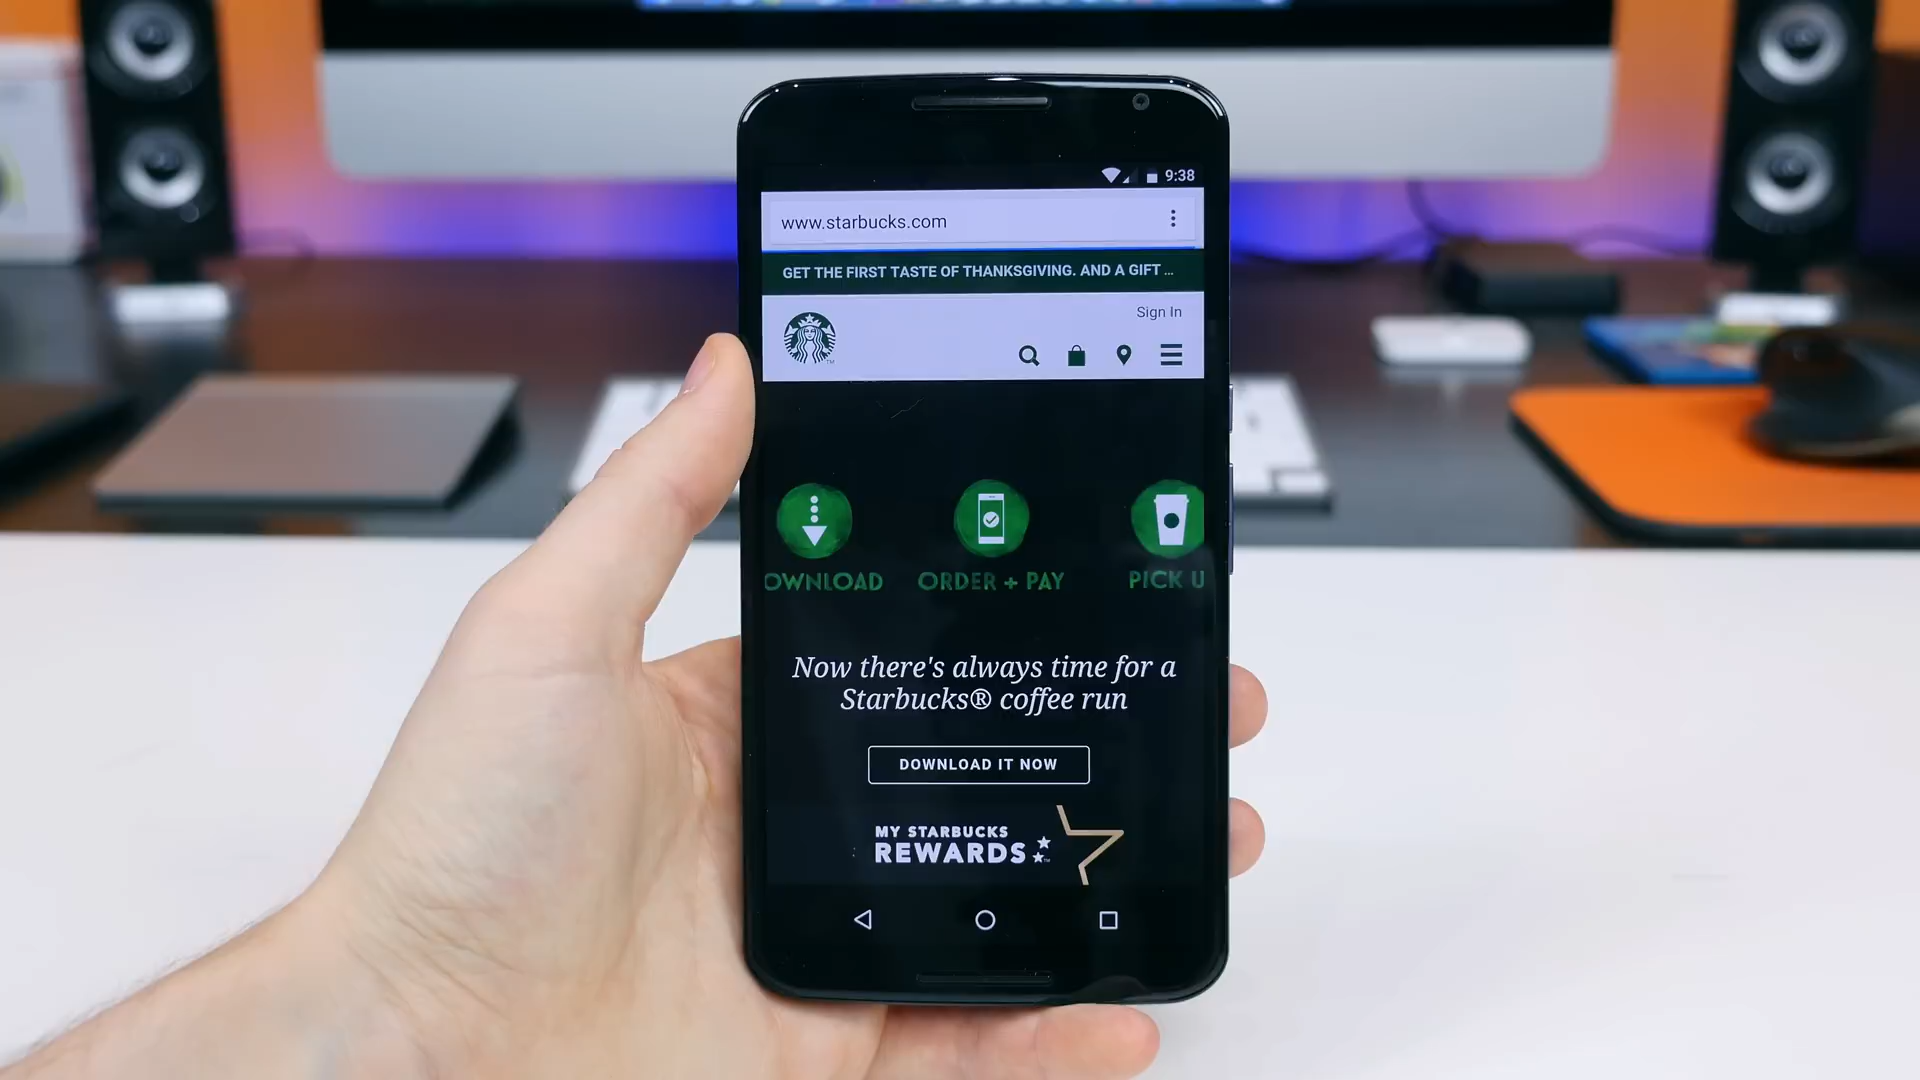 9:38
www.starbucks.com
GET THE FIRST TASTE OF THANKSGIVING. AND A GIFT ...
Sign In
OWNLOAD
ORDER + PAY
PICK U
Now there's always time for a
Starbucks® coffee run
DOWNLOAD IT NOW
MY STARBUCKS
REWARDS™